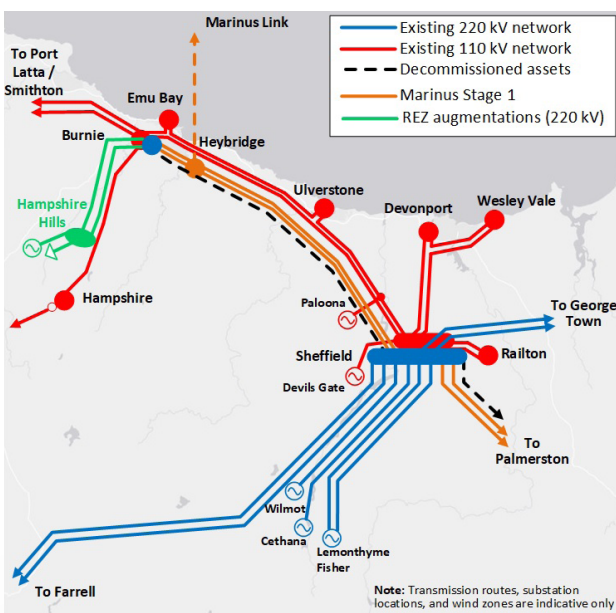 Marinus Link
To Port
Latta /
Smithton
Emu Bay
Burnie
Heybridge
Existing 220 kV network
Existing 110 kV network
Decommissioned assets
Marinus Stage 1
REZ augmentations (220 kV)
Hampshire
Hills
Ulverstone
Devonport
Wesley Vale
Hampshire
Paloona
To George
Town
Sheffield
Railton
Devils Gate
To
Palmerston
Wilmot
Cethana
Lemonthyme
Fisher
To Farrell
Note: Transmission routes, substation
locations, and wind zones are indicative only